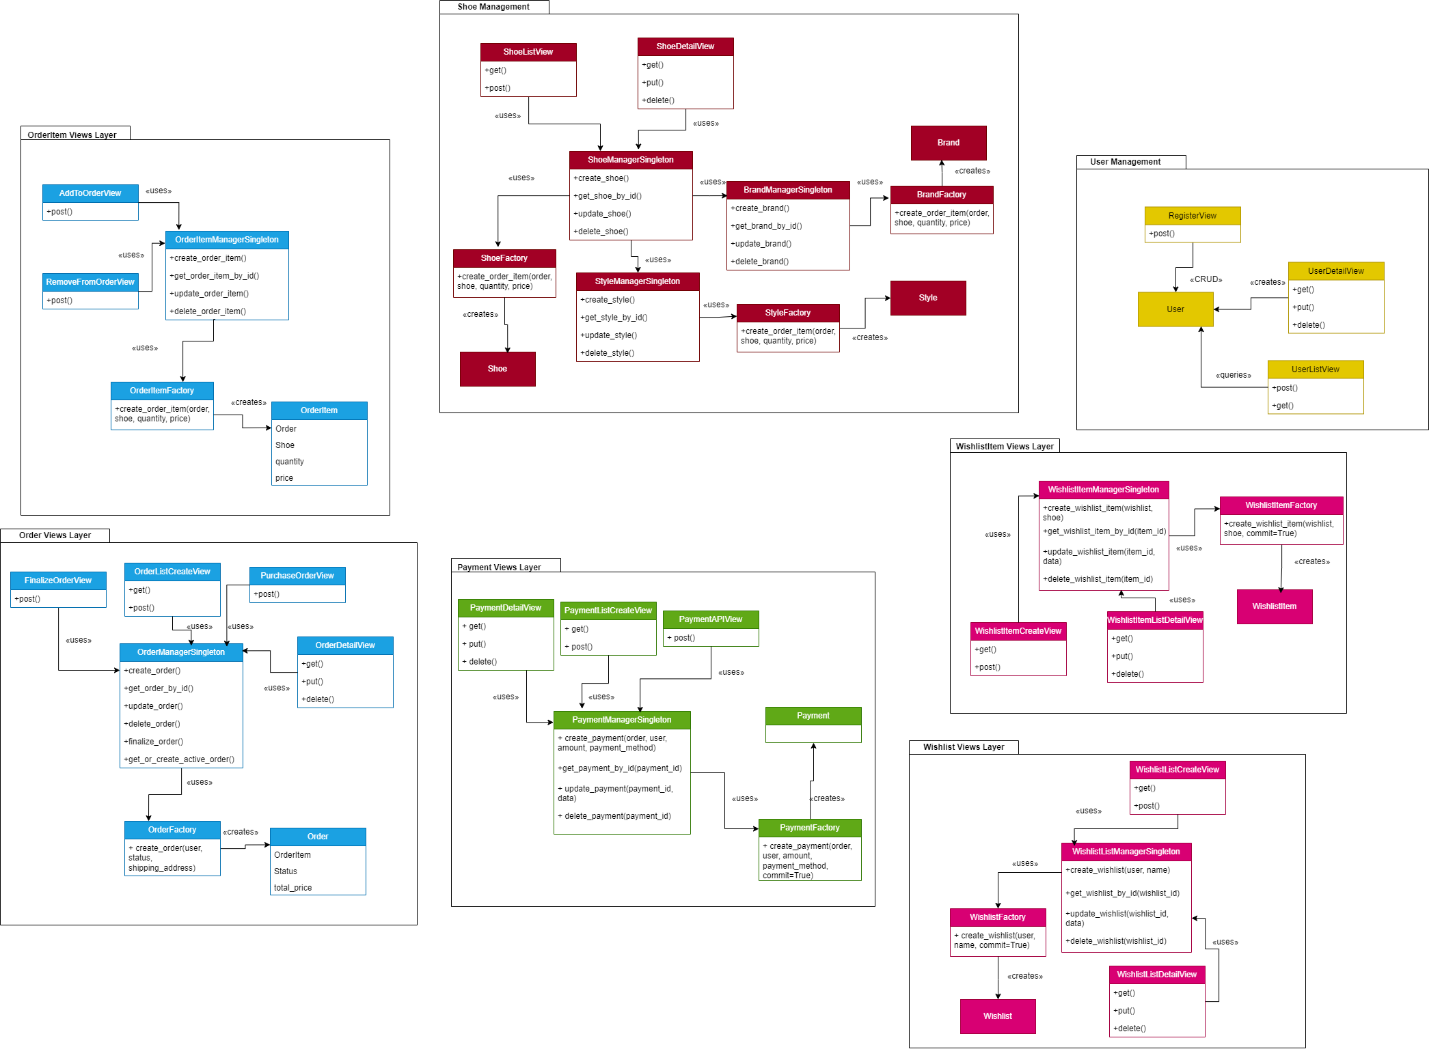 Shoe Management
ShoeListView
+get()
+post()
ShoeDetailView
+get()
+put()
+delete()
«uses»
«uses»
ShoeManagerSingleton
+create_shoe()
+get_shoe_by_id()
+update_shoe()
+delete_shoe()
«uses»
«uses»
BrandManagerSingleton
+create_brand()
+get_brand_by_id()
+update_brand()
+delete_brand()
«uses»
Brand
«creates»
BrandFactory
+create_order_item(order,
shoe, quantity, price)
ShoeFactory
+create_order_item(order,
shoe, quantity, price)
«creates»
Shoe
«uses»
StyleManagerSingleton
+create_style()
+get_style_by_id()
+update_style()
+delete_style()
«uses»
StyleFactory
+create_order_item(order,
shoe, quantity, price)
«creates»
Style
OrderItem Views Layer
AddToOrderView
+post()
«uses»
OrderItemManagerSingleton
+create_order_item()
+get_order_item_by_id()
+update_order_item()
+delete_order_item()
«uses»
RemoveFromOrderView
+post()
«uses»
OrderItemFactory
+create_order_item(order,
shoe, quantity, price)
«creates»
OrderItem
Order
Shoe
quantity
price
User Management
RegisterView
+post()
«CRUD»
User
«creates»
UserDetailView
+get()
+put()
+delete()
«queries»
UserListView
+post()
+get()
WishlistItem Views Layer
WishlistItemManagerSingleton
+create_wishlist_item(wishlist,
shoe)
+get_wishlist_item_by_id(item_id)
+update_wishlist_item(item_id,
data)
+delete_wishlist_item(item_id)
«uses»
«uses»
WishlistItemFactory
+create_wishlist_item(wishlist,
shoe, commit=True)
«creates»
WishlistItem
«uses»
WishlistItemCreateView
+get()
+post()
WishlistItemListDetailView
+get()
+put()
+delete()
Order Views Layer
FinalizeOrderView
+post()
OrderListCreateView
+get()
+post()
PurchaseOrderView
+post()
«uses»
«uses»
«uses»
OrderManagerSingleton
+create_order()
+get_order_by_id()
+update_order()
+delete_order()
+finalize_order()
+get_or_create_active_order()
«uses»
OrderDetailView
+get()
+put()
+delete()
«uses»
OrderFactory
+ create_order(user,
status,
shipping_address)
«creates»
Order
OrderItem
Status
total_price
Payment Views Layer
PaymentDetailView
+ get()
+ put()
+ delete()
PaymentListCreateView
+ get()
+ post()
PaymentAPIView
+ post()
«uses»
«uses»
«uses»
PaymentManagerSingleton
+ create_payment(order, user,
amount, payment_method)
+get_payment_by_id(payment_id)
+ update_payment(payment_id,
data)
+ delete_payment(payment_id)
«uses»
Payment
«creates»
PaymentFactory
+ create_payment(order,
user, amount,
payment_method,
commit=True)
Wishlist Views Layer
WishlistListCreateView
+get()
+post()
«uses»
WishlistListManagerSingleton
+create_wishlist(user, name)
+get_wishlist_by_id(wishlist_id)
+update_wishlist(wishlist_id,
data)
+delete_wishlist(wishlist_id)
«uses»
WishlistFactory
+ create_wishlist(user,
name, commit=True)
«creates»
Wishlist
«uses»
WishlistListDetailView
+get()
+put()
+delete()